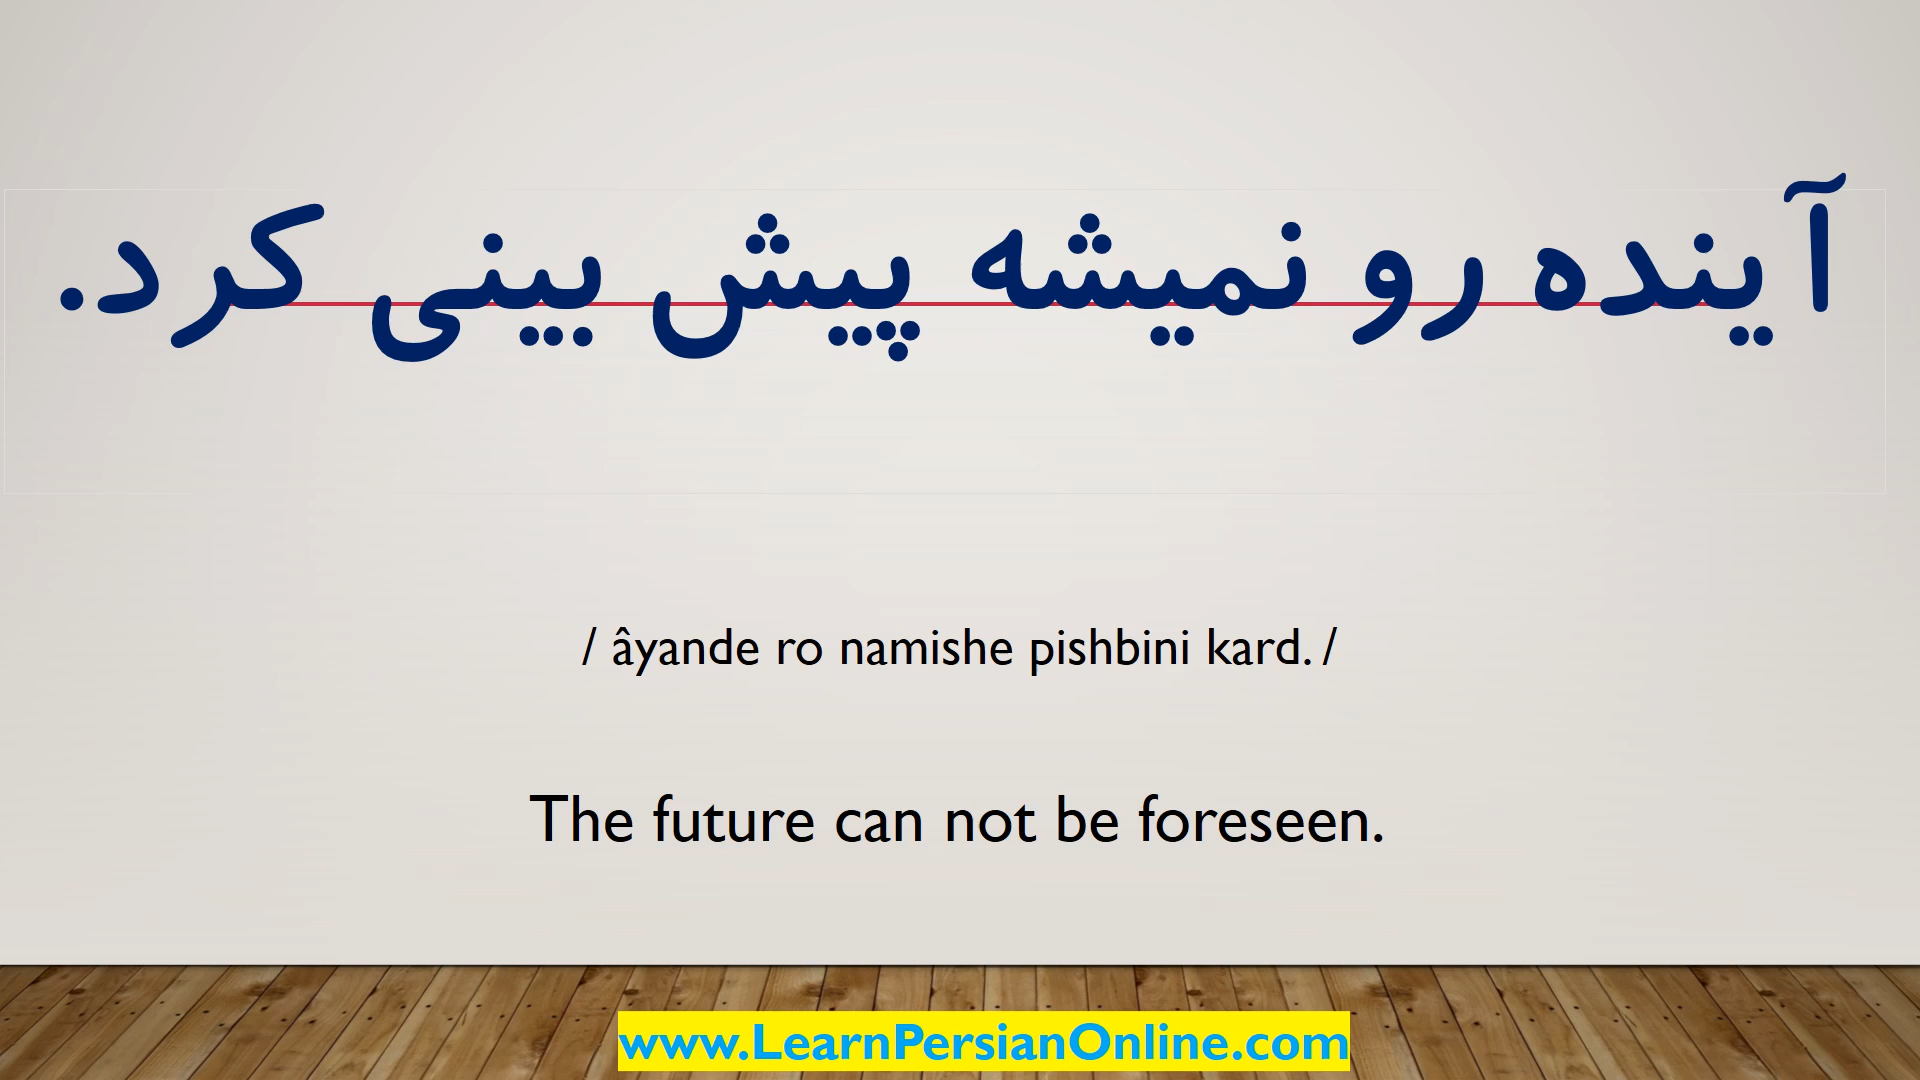 آینده رو نمیشه پیش بینی کرد.
/ âyande ro namishe pishbini kard. /
The future can not be foreseen.
www.LearnPersianOnline.com